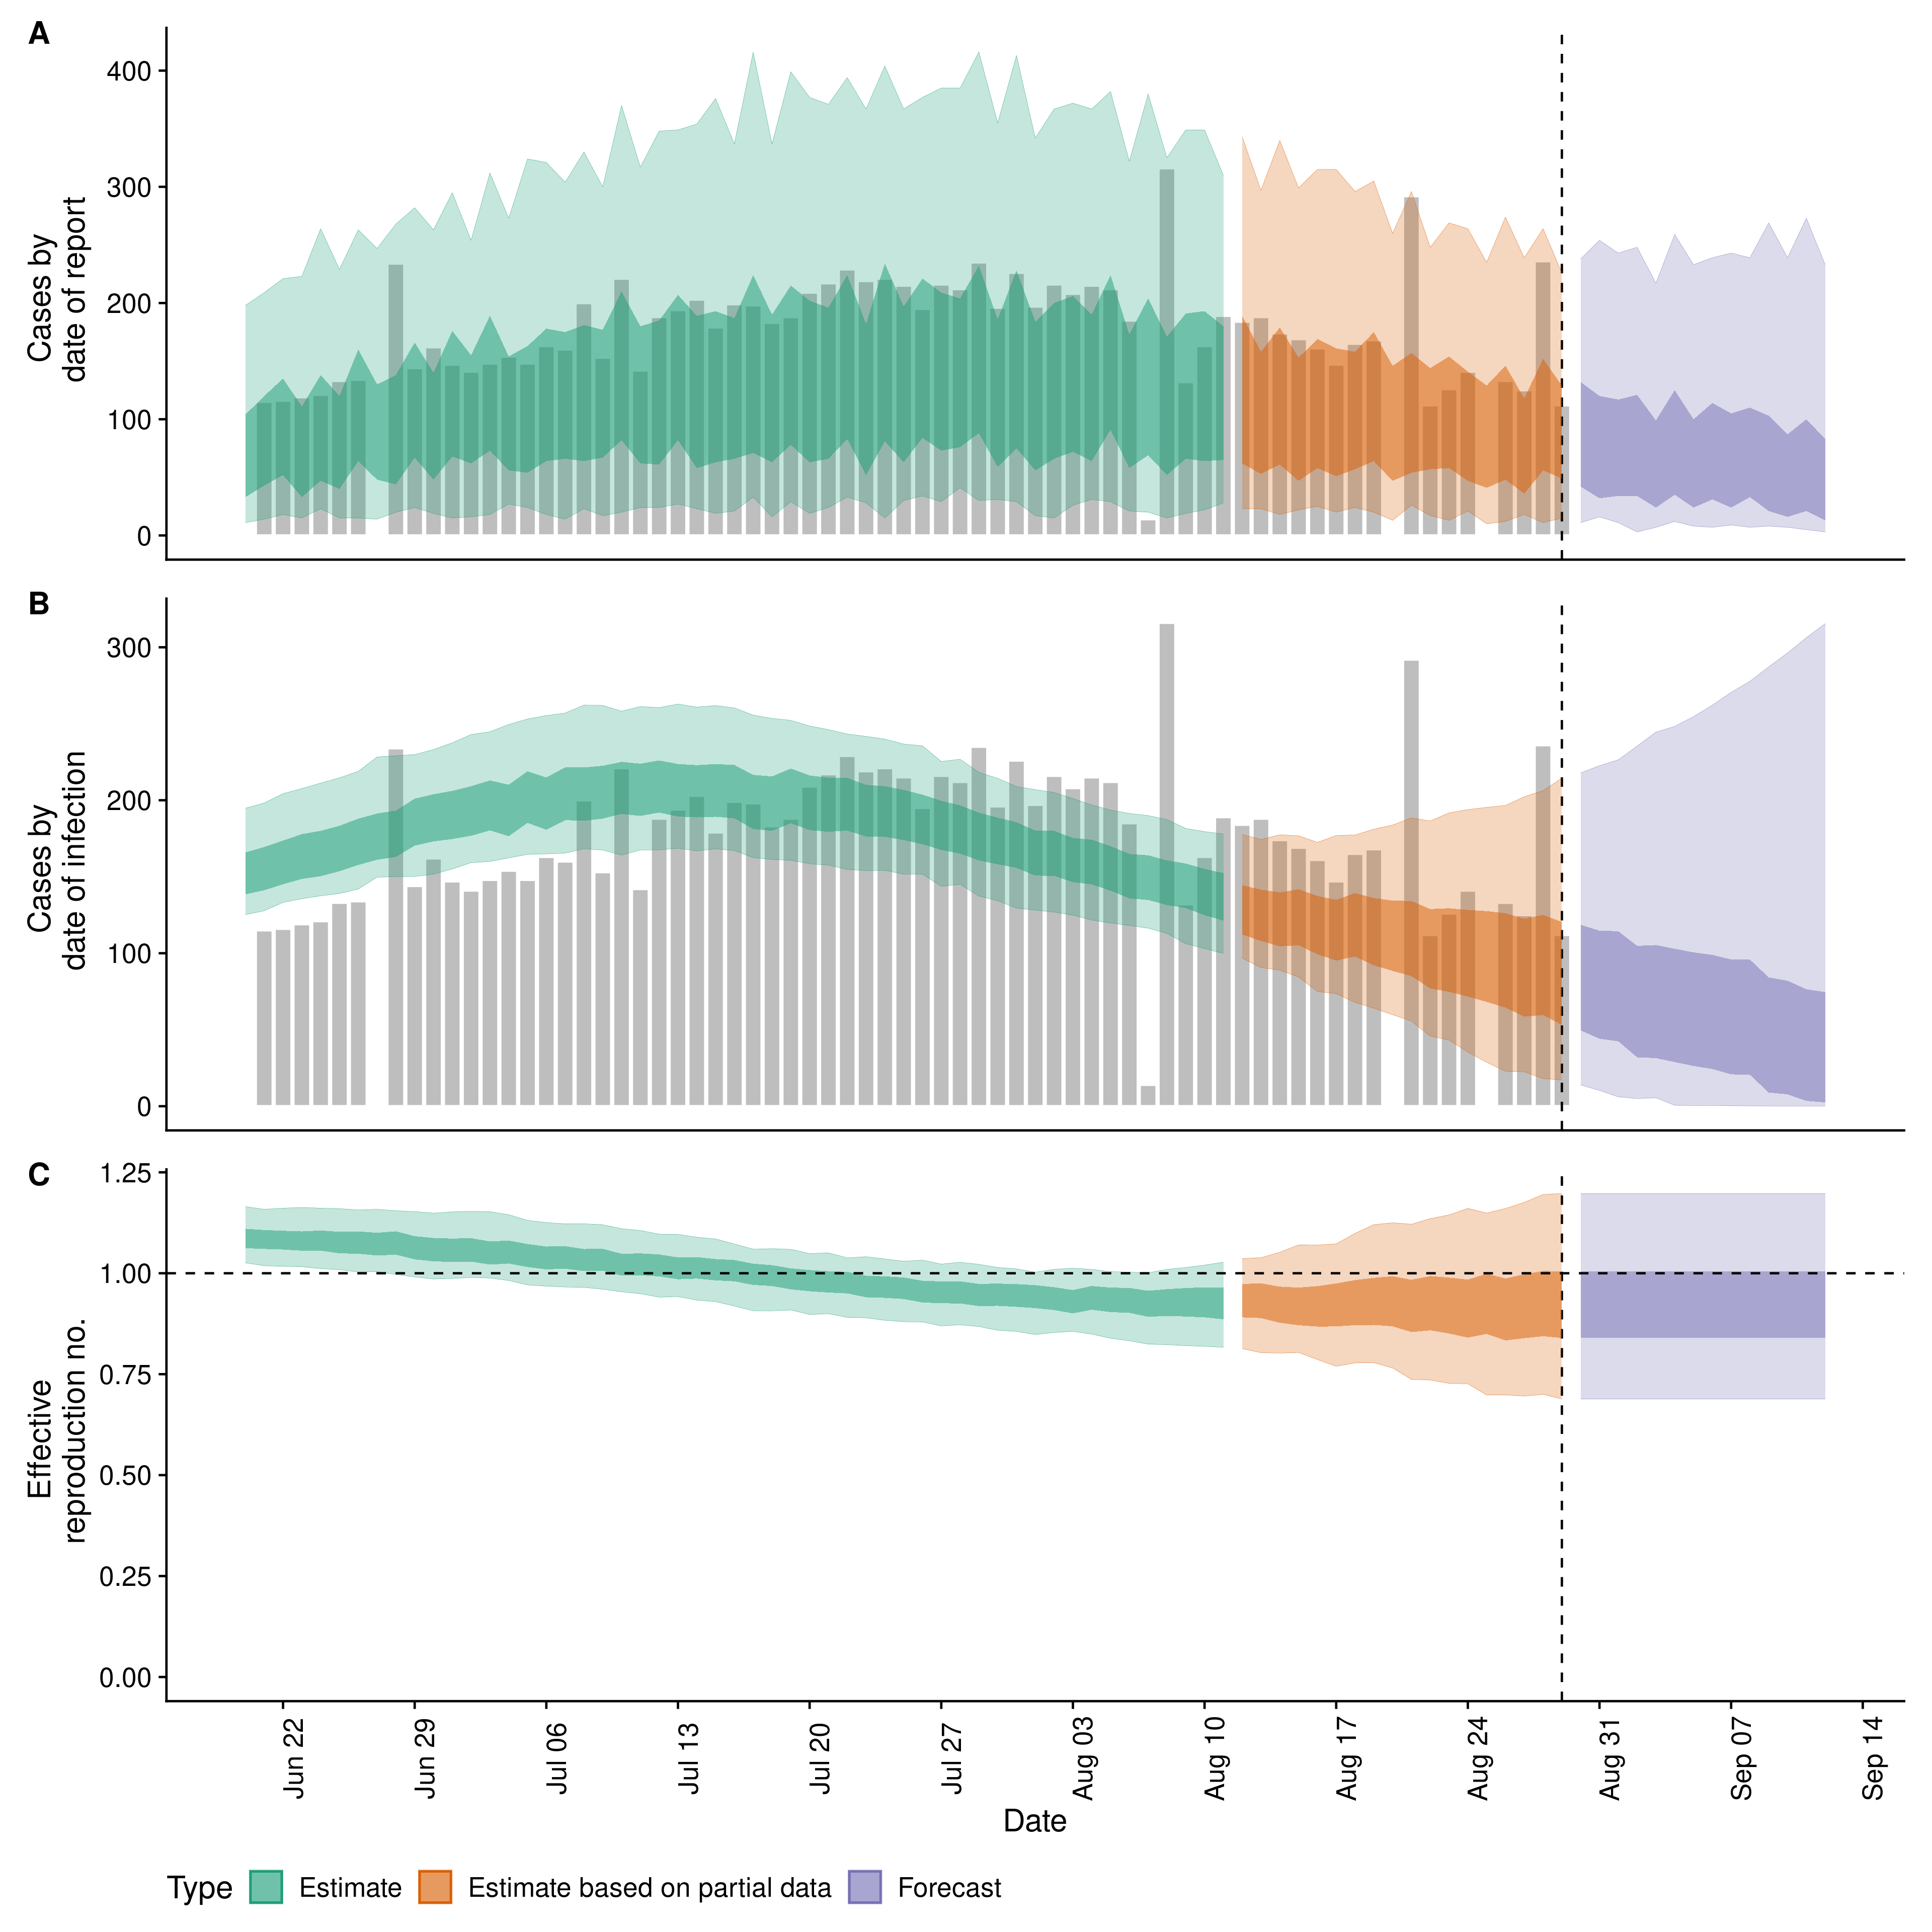 A
Cases by
date of report
400
300
200
100
0
B
Cases by
date of infection
300
200
100
0
C
Effective
reproduction no.
1.25
1.00
0.75
0.50
0.25
0.00
Jun 22
Jun 29
Jul 06
Jul 13
Jul 20
Jul 27
Aug 03
Aug 10
Aug 17
Aug 24
Aug 31
Sep 07
Sep 14
Date
Type Estimate Estimate based on partial data Forecast